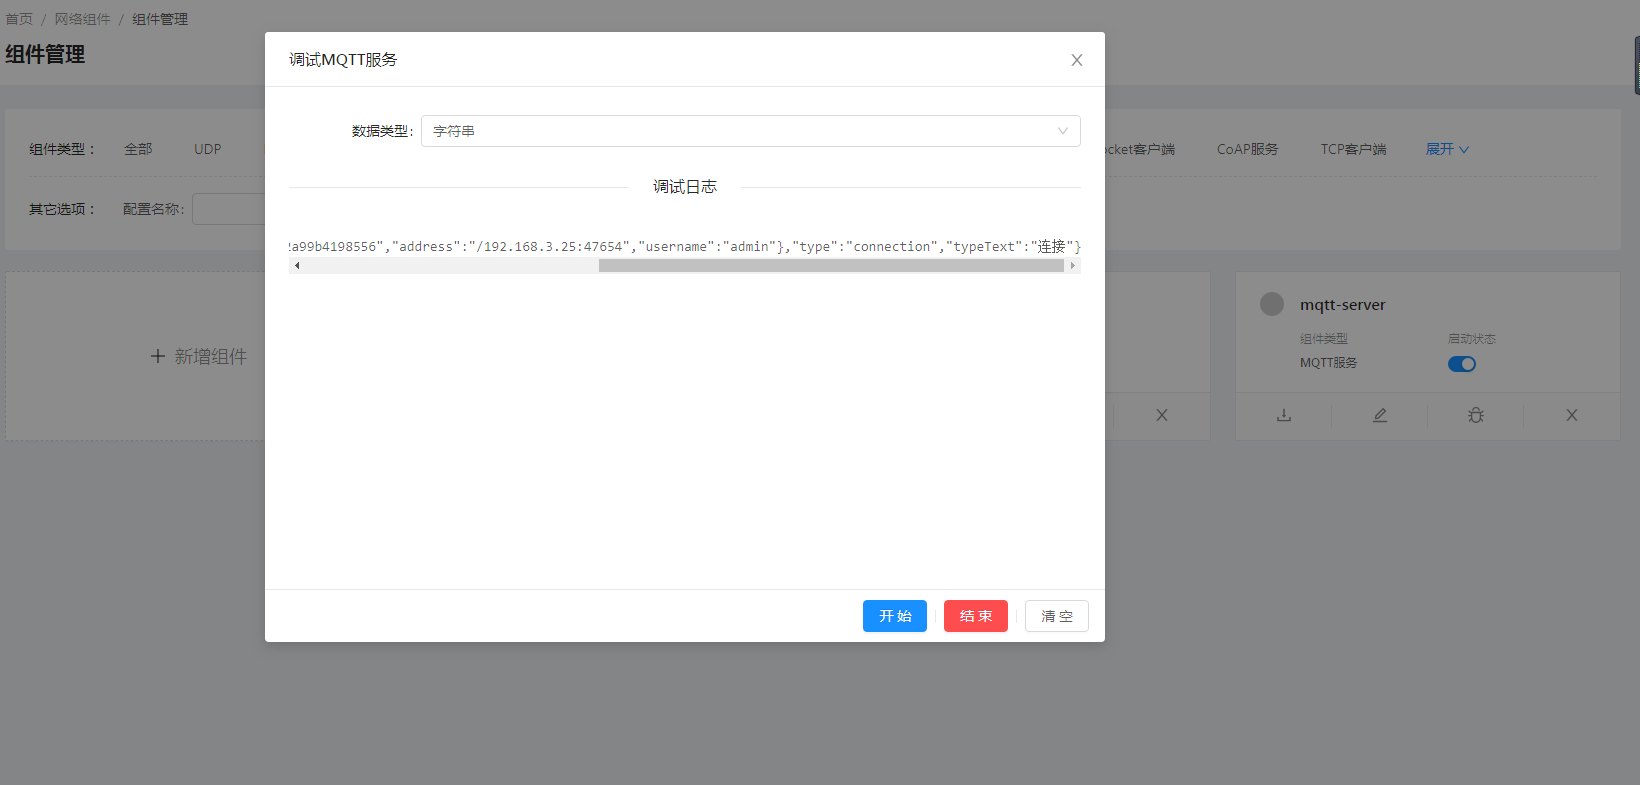 首页 / 网络组件 / 组件管理
组件管理
调试MQTT服务
数据类型:
字符串
组件类型 :
全部
UDP
ocket客户端
CoAP服务
TCP客户端
展开
调试日志
其它选项 :
配置名称:
2a99b4198556","address":"/192.168.3.25:47654","username":"admin"},"type":"connection","typeText":"连接"}
新增组件
mqtt-server
组件类型
启动状态
MQTT服务
开 始
结 束
清 空